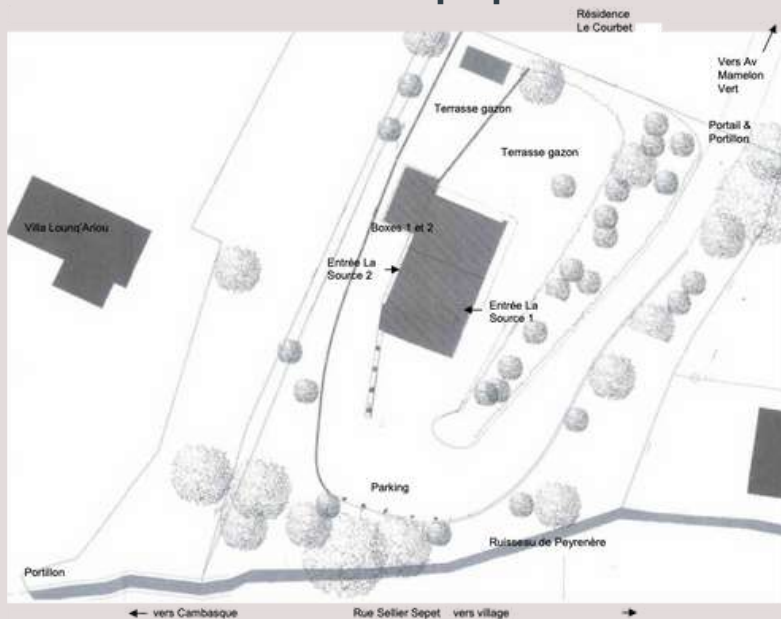 Résidence
Le Courbet
Vers Av
Mamelon
Vert
Terrasse gazon
Portail &
Portillon
Terrasse gazon
Villa Lounq'Ariou
Boxes 1 et 2
Entrée La
Source 2
Entrée La
Source 1
Parking
Ruisseau de Peyrenère
Portillon
vers Cambasque
Rue Sellier Sepet
vers village